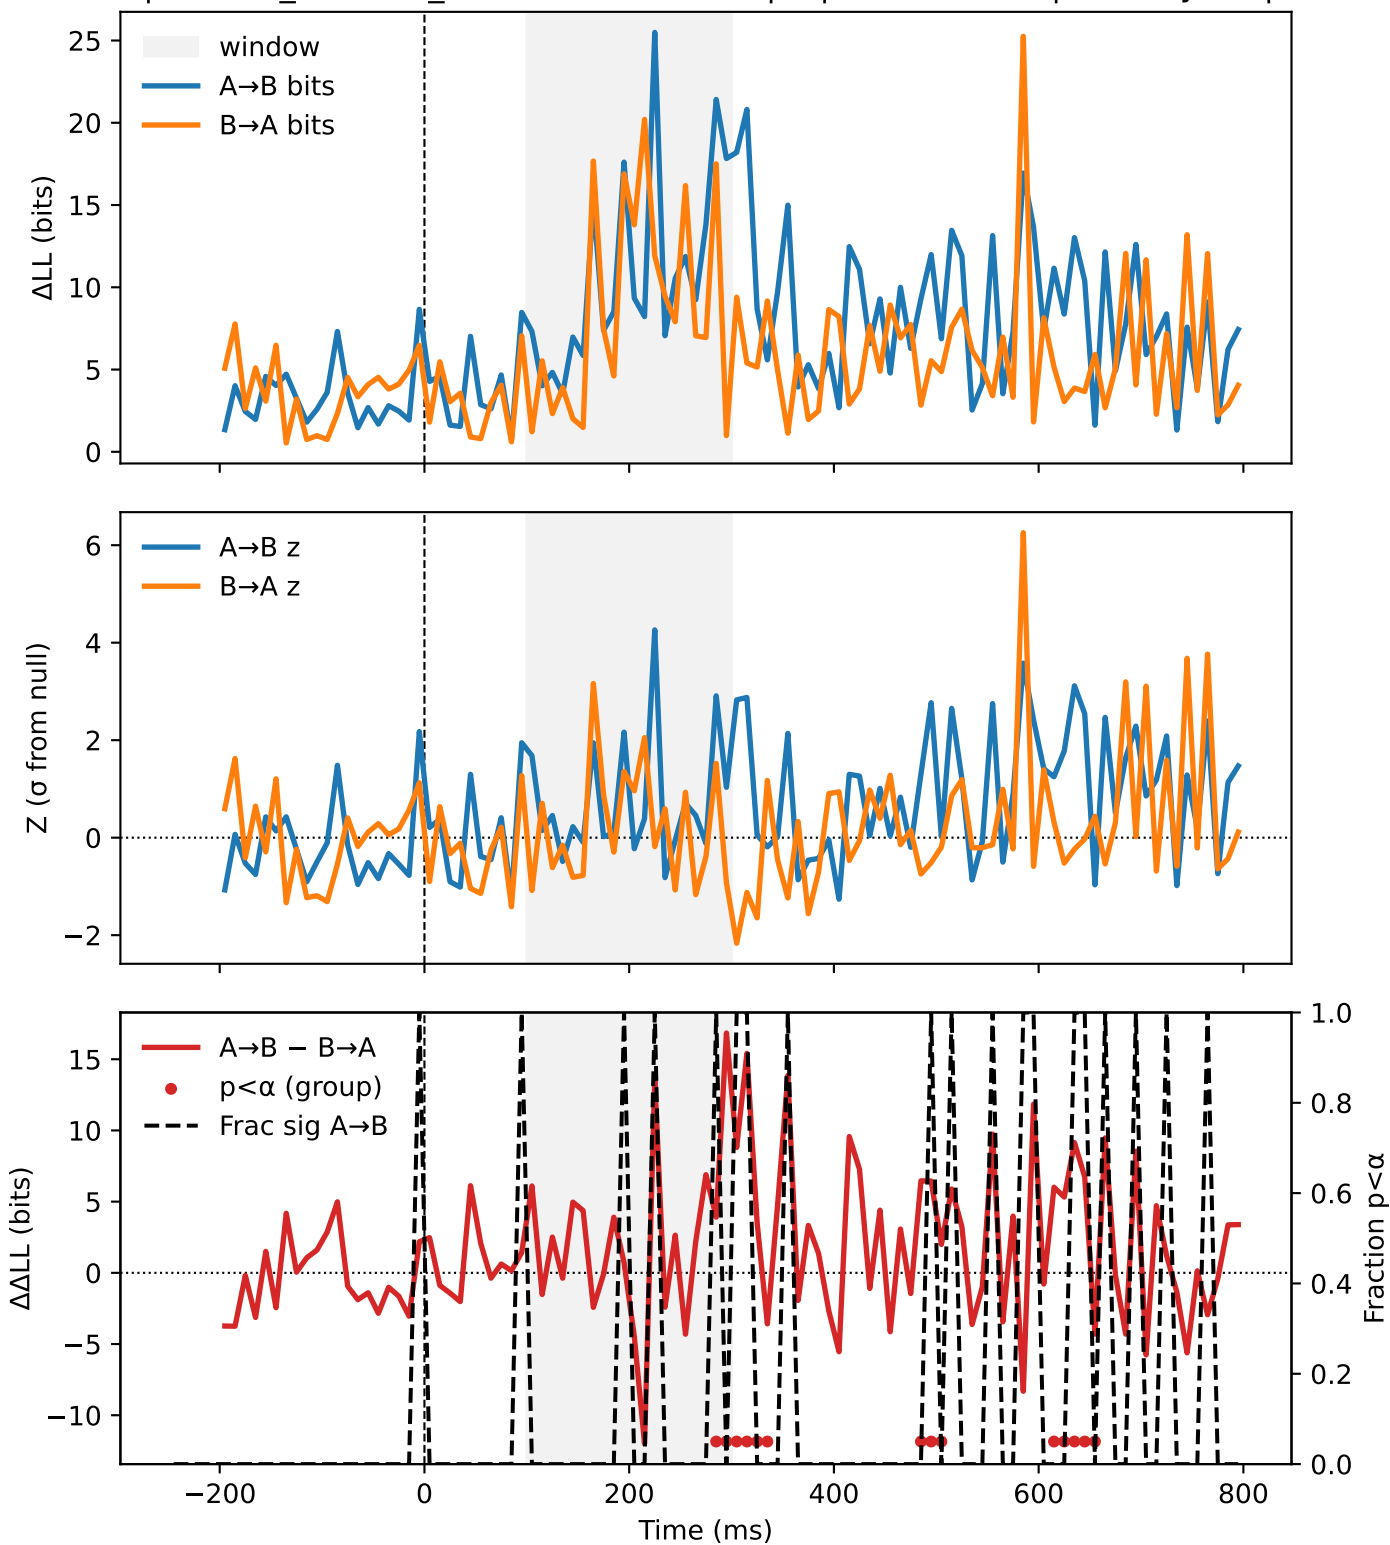 window
A→B bits
B→A bits
ΔLL (bits)
25
20
15
10
5
0
A→B z
B→A z
Z (σ from null)
6
4
2
0
−2
A→B − B→A
p<α (group)
Frac sig A→B
ΔΔLL (bits)
15
10
5
0
−5
−10
1.0
0.8
0.6
0.4
0.2
0.0
Fraction p<α
−200
0
200
400
600
800
Time (ms)